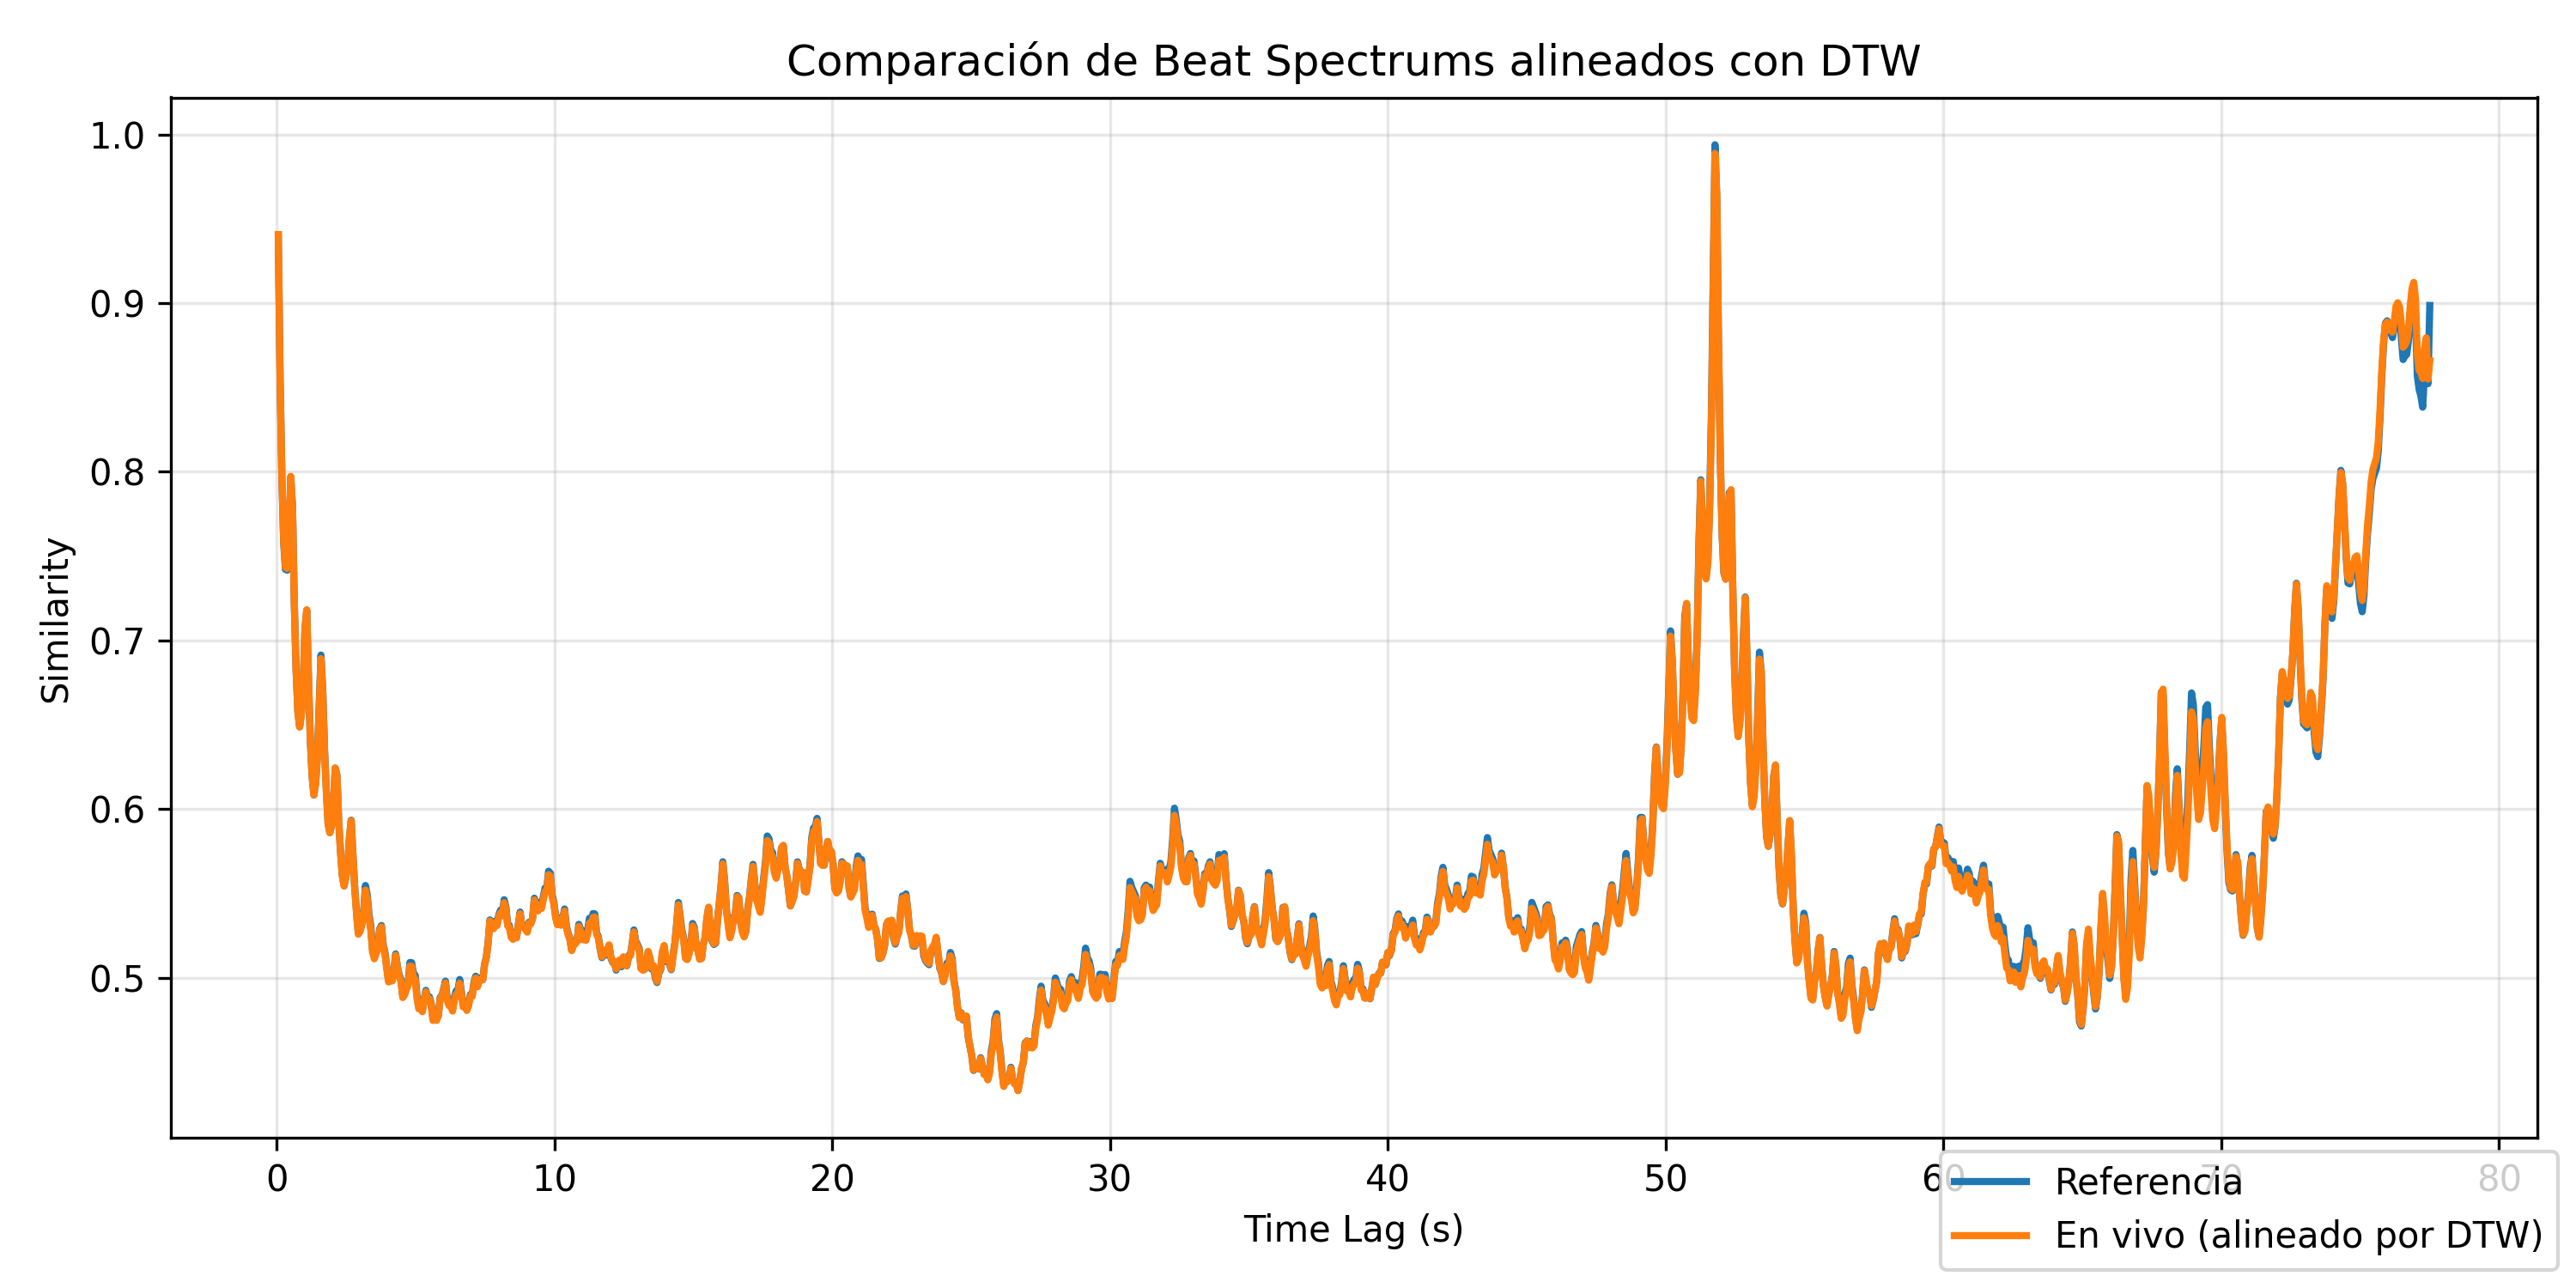 Comparación de Beat Spectrums alineados con DTW
1.0
0.9
0.8
0.7
0.6
0.5
Similarity
0 10 20 30 40 50 60 70 80
Time Lag (s)
Referencia
En vivo (alineado por DTW)